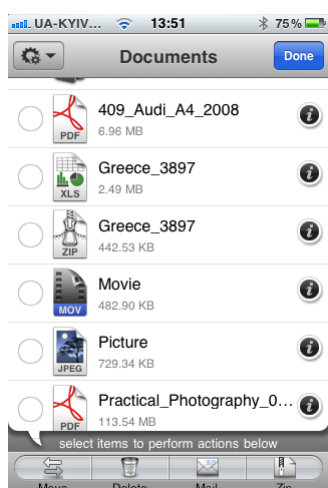 UA-KYIV... 13:51 75%
Documents
Done
409_Audi_A4_2008
6.96 MB
PDF
Greece_3897
2.49 MB
XLS
Greece_3897
442.53 KB
ZIP
Movie
482.90 KB
MOV
Picture
729.34 KB
JPEG
Practical_Photography_0...
113.54 MB
PDF
select items to perform actions below
Move Delete Mail Zip